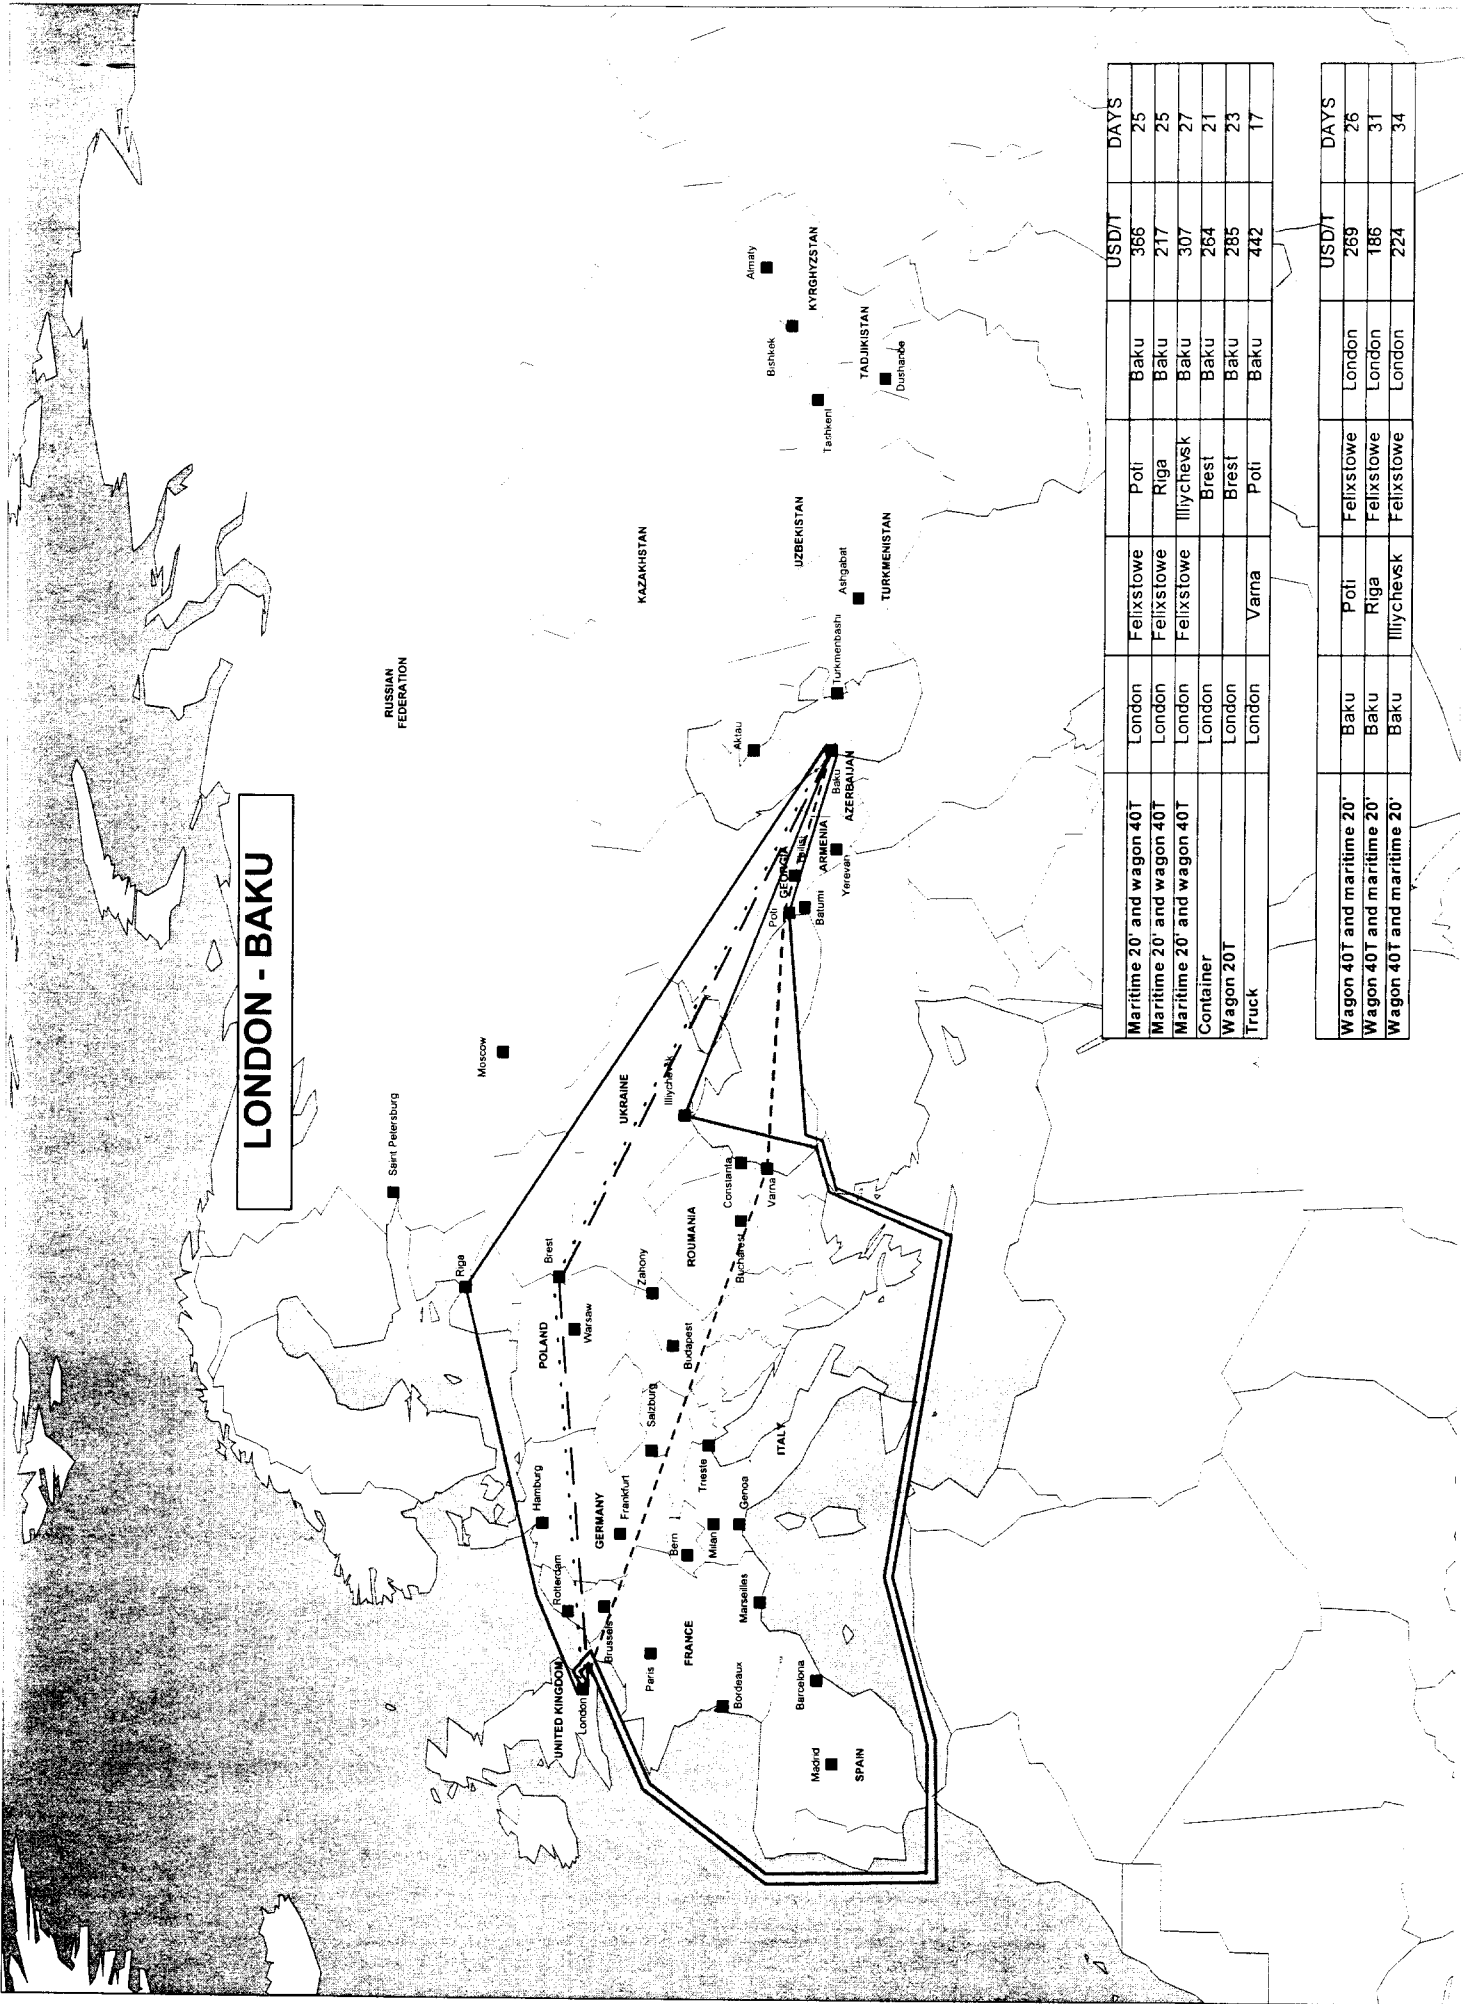 LONDON - BAKU
Saint Petersburg
Moscow
RUSSIAN
FEDERATION
Riga
Brest
Warsaw
POLAND
Hamburg
Rotterdam
GERMANY
Frankfurt
Brussels
UNITED KINGDOM
London
Paris
FRANCE
Bern
Milan
Genoa
Trieste
Salzburg
Budapest
Zahony
ITALY
Marseilles
Bordeaux
Barcelona
Madrid
SPAIN
ROUMANIA
Bucharest
Constanta
Varna
UKRAINE
Illiychevsk
Poti
GEORGIA
Tbilisi
Batumi
ARMENIA
Yerevan
Baku
AZERBAIJAN
Aktau
Turkmenbashi
Ashgabat
TURKMENISTAN
UZBEKISTAN
KAZAKHSTAN
Tashkent
Bishkek
Almaty
KYRGHYZSTAN
TADJIKISTAN
Dushanbe
USD/T DAYS
Maritime 20' and wagon 40T London Felixstowe Poti Baku 366 25
Maritime 20' and wagon 40T London Felixstowe Riga Baku 217 25
Maritime 20' and wagon 40T London Felixstowe Illiychevsk Baku 307 27
Container London Brest Baku 264 21
Wagon 20T London Brest Baku 285 23
Truck London Varna Poti Baku 442 17
USD/T DAYS
Wagon 40T and maritime 20' Baku Poti Felixstowe London 269 26
Wagon 40T and maritime 20' Baku Riga Felixstowe London 186 31
Wagon 40T and maritime 20' Baku Illiychevsk Felixstowe London 224 34